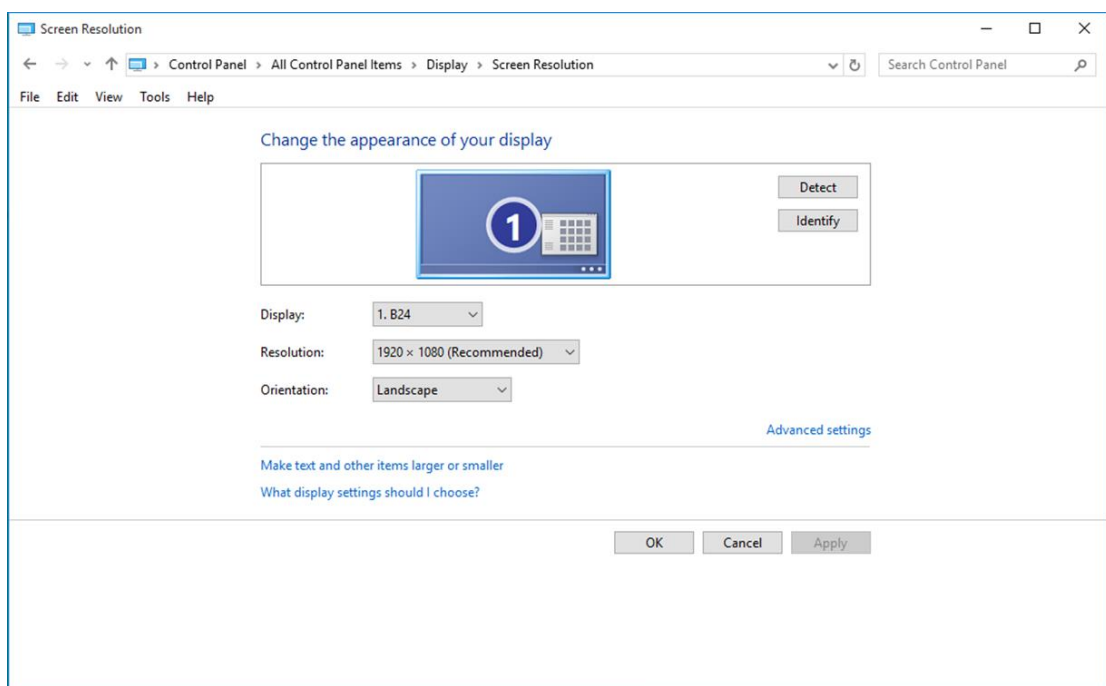 Screen Resolution
Control Panel > All Control Panel Items > Display > Screen Resolution
Search Control Panel
File Edit View Tools Help
Change the appearance of your display
1
Detect
Identify
Display: 1. B24
Resolution: 1920 × 1080 (Recommended)
Orientation: Landscape
Advanced settings
Make text and other items larger or smaller
What display settings should I choose?
OK Cancel Apply